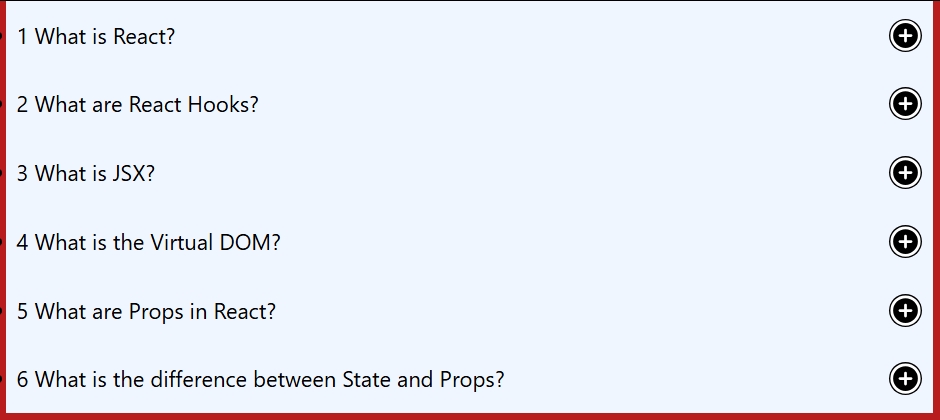 1 What is React?
2 What are React Hooks?
3 What is JSX?
4 What is the Virtual DOM?
5 What are Props in React?
6 What is the difference between State and Props?